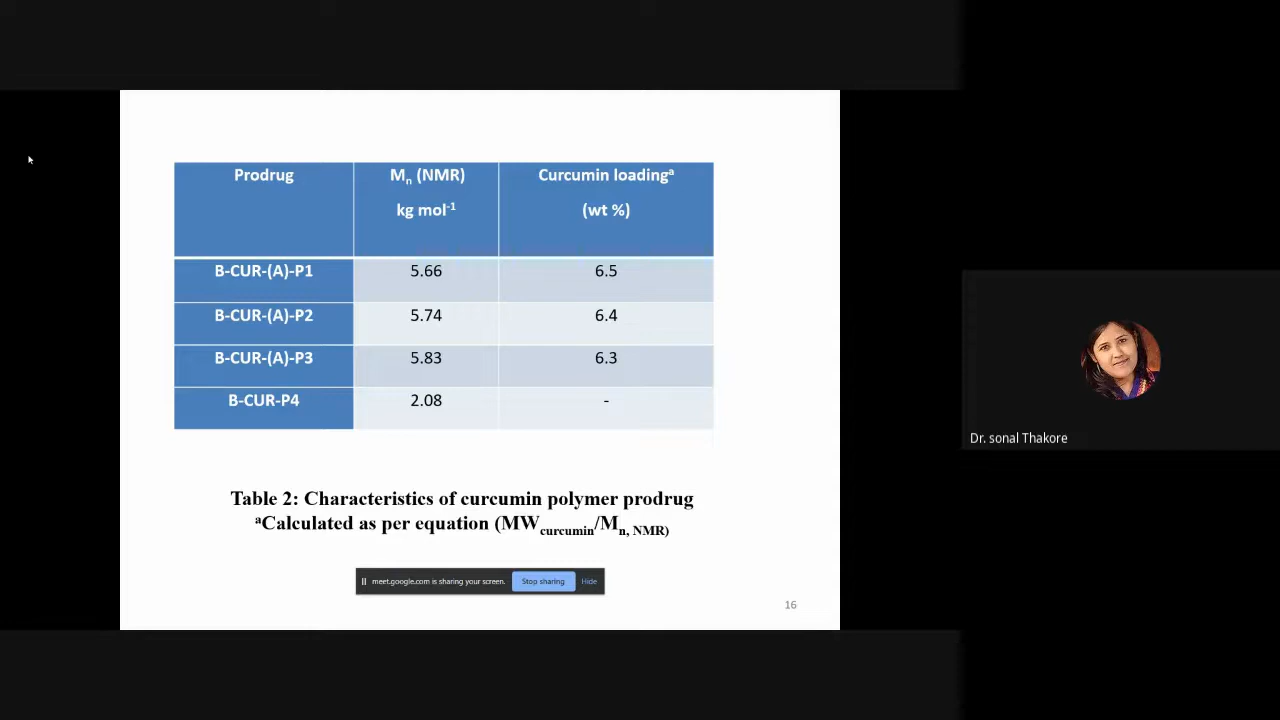 Prodrug Mn (NMR) Curcumin loadingᵃ
kg mol⁻¹ (wt %)
B-CUR-(A)-P1 5.66 6.5
B-CUR-(A)-P2 5.74 6.4
B-CUR-(A)-P3 5.83 6.3
B-CUR-P4 2.08 -
Dr. sonal Thakore
Table 2: Characteristics of curcumin polymer prodrug
ᵃCalculated as per equation (MWcurcumin/Mn, NMR)
meet.google.com is sharing your screen. Stop sharing Hide
16